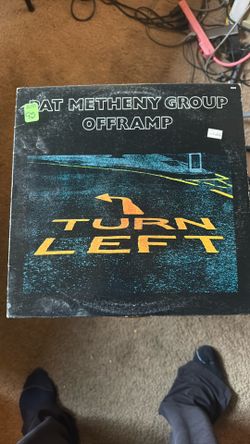 PAT METHENY GROUP
OFFRAMP
TURN
LEFT